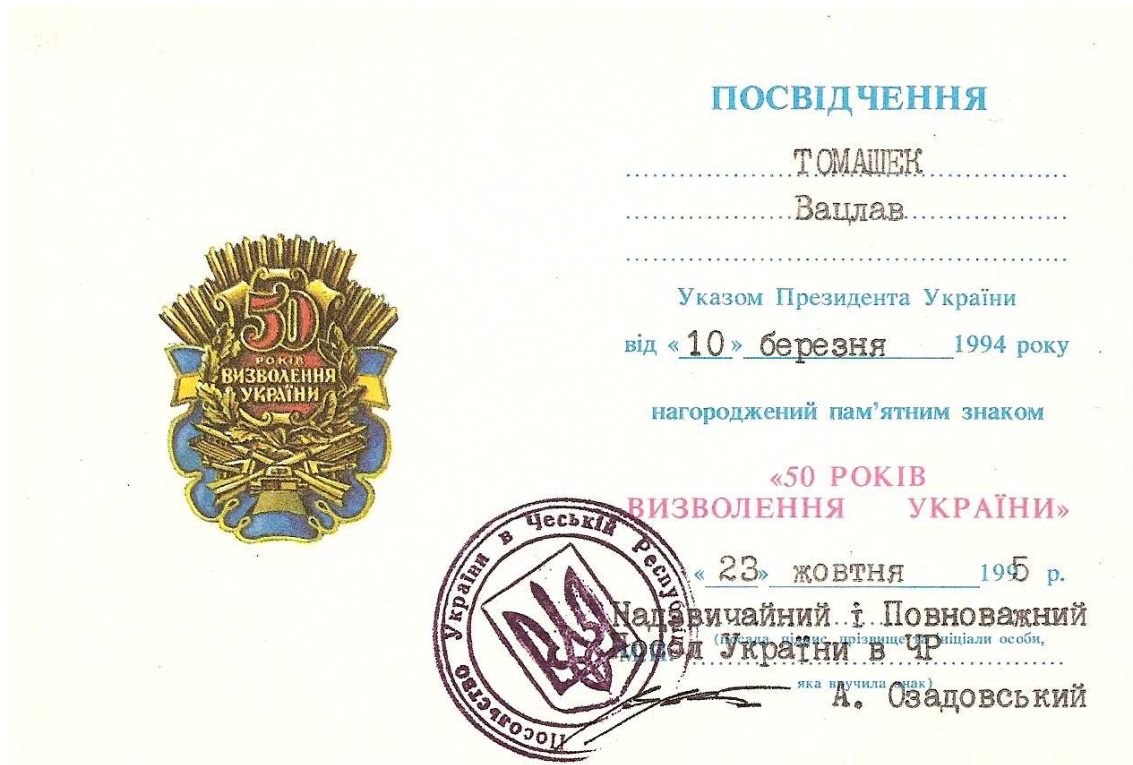 ПОСВІДЧЕННЯ
ТОМАШЕК
Вацлав
Указом Президента України
від «10» березня 1994 року
нагороджений пам’ятним знаком
«50 РОКІВ
ВИЗВОЛЕННЯ УКРАЇНИ»
«23» жовтня 1995 р.
Надзвичайний і Повноважний
(посада, підпис, прізвище та ініціали особи,
Посол України в ЧР
М.П.
яка вручила знак)
А. Озадовський
50
РОКІВ
ВИЗВОЛЕННЯ
УКРАЇНИ
Посольство України в Чеській Республіці